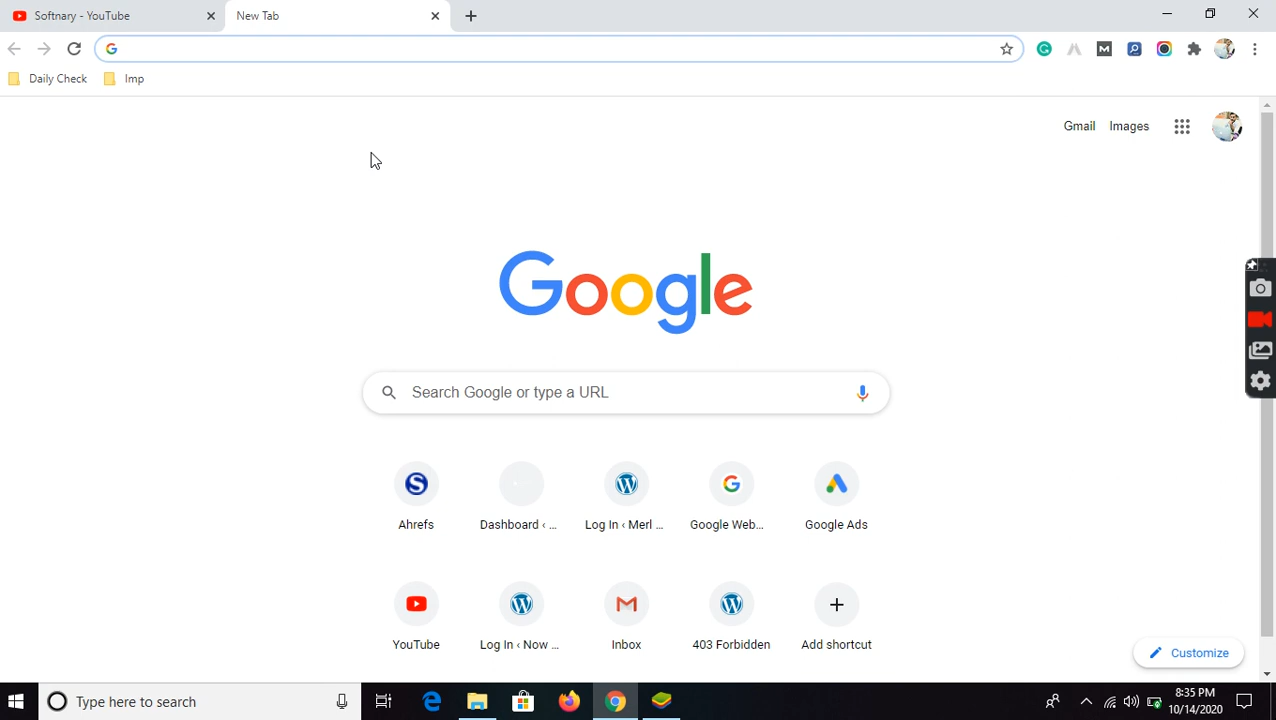 Softnary - YouTube
New Tab
Daily Check
Imp
Gmail
Images
Google
Search Google or type a URL
Ahrefs
Dashboard ‹ ...
Log In ‹ Merl ...
Google Web...
Google Ads
YouTube
Log In ‹ Now ...
Inbox
403 Forbidden
Add shortcut
Customize
Type here to search
8:35 PM
10/14/2020